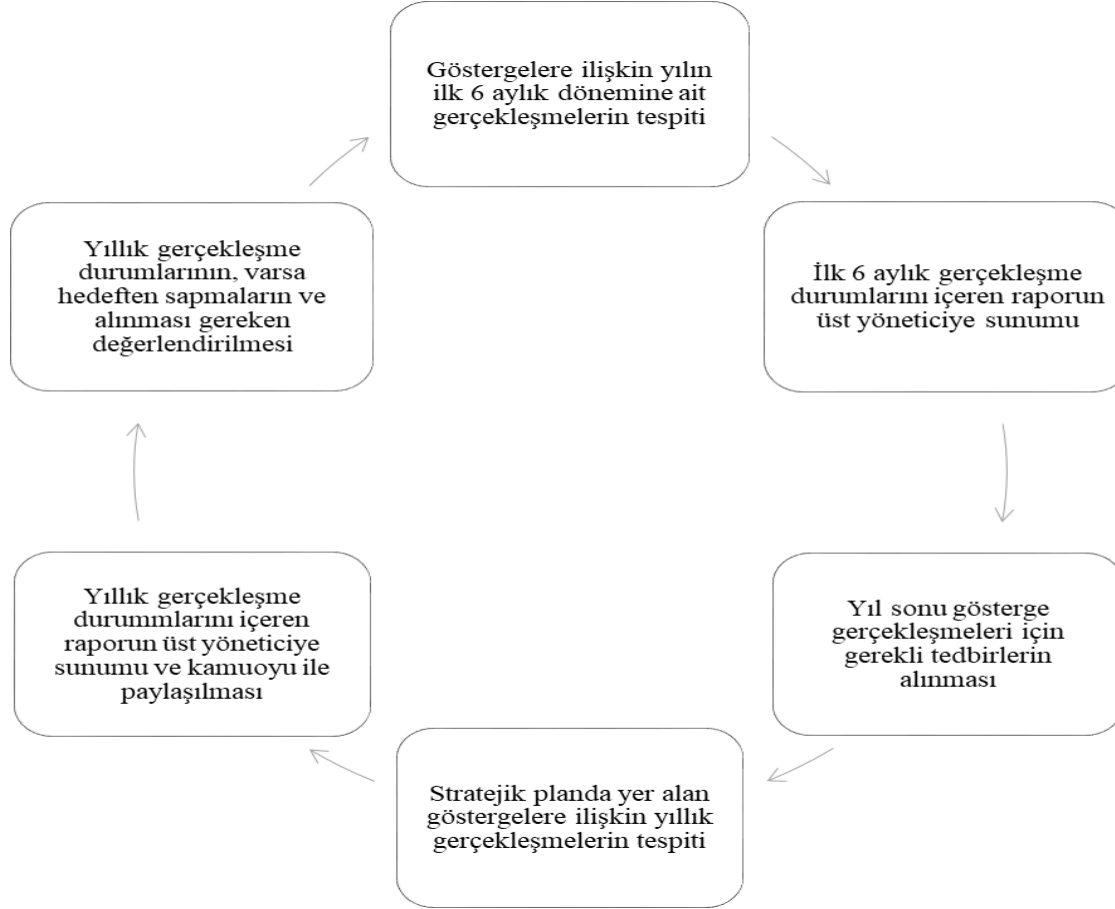 Göstergelere ilişkin yılın
ilk 6 aylık dönemine ait
gerçekleşmelerin tespiti
İlk 6 aylık gerçekleşme
durumlarını içeren raporun
üst yöneticiye sunumu
Yıl sonu gösterge
gerçekleşmeleri için
gerekli tedbirlerin
alınması
Stratejik planda yer alan
göstergelere ilişkin yıllık
gerçekleşmelerin tespiti
Yıllık gerçekleşme
durummlarını içeren
raporun üst yöneticiye
sunumu ve kamuoyu ile
paylaşılması
Yıllık gerçekleşme
durumlarının, varsa
hedeften sapmaların ve
alınması gereken
değerlendirilmesi